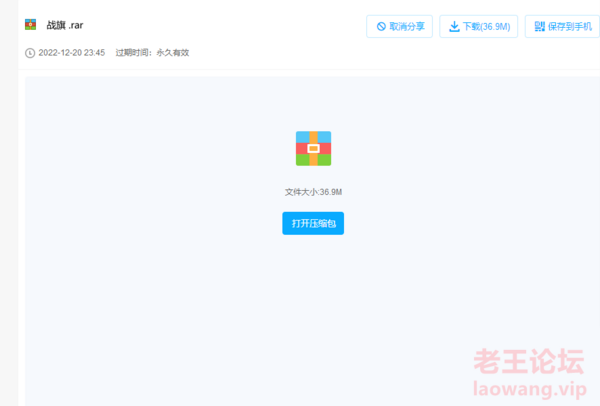 战旗 .rar
取消分享 下载(36.9M) 保存到手机
2022-12-20 23:45 过期时间：永久有效
文件大小:36.9M
打开压缩包
老王论坛
laowang.vip